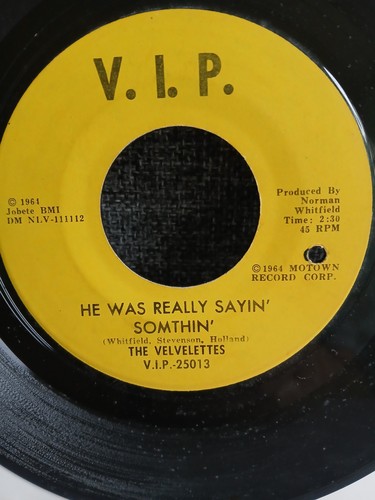 V. I. P.
© 1964
Jobete BMI
DM NLV-111112
Produced By
Norman
Whitfield
Time: 2:30
45 RPM
© 1964 MOTOWN
RECORD CORP.
HE WAS REALLY SAYIN'
SOMTHIN'
(Whitfield, Stevenson, Holland)
THE VELVELETTES
V.I.P.-25013